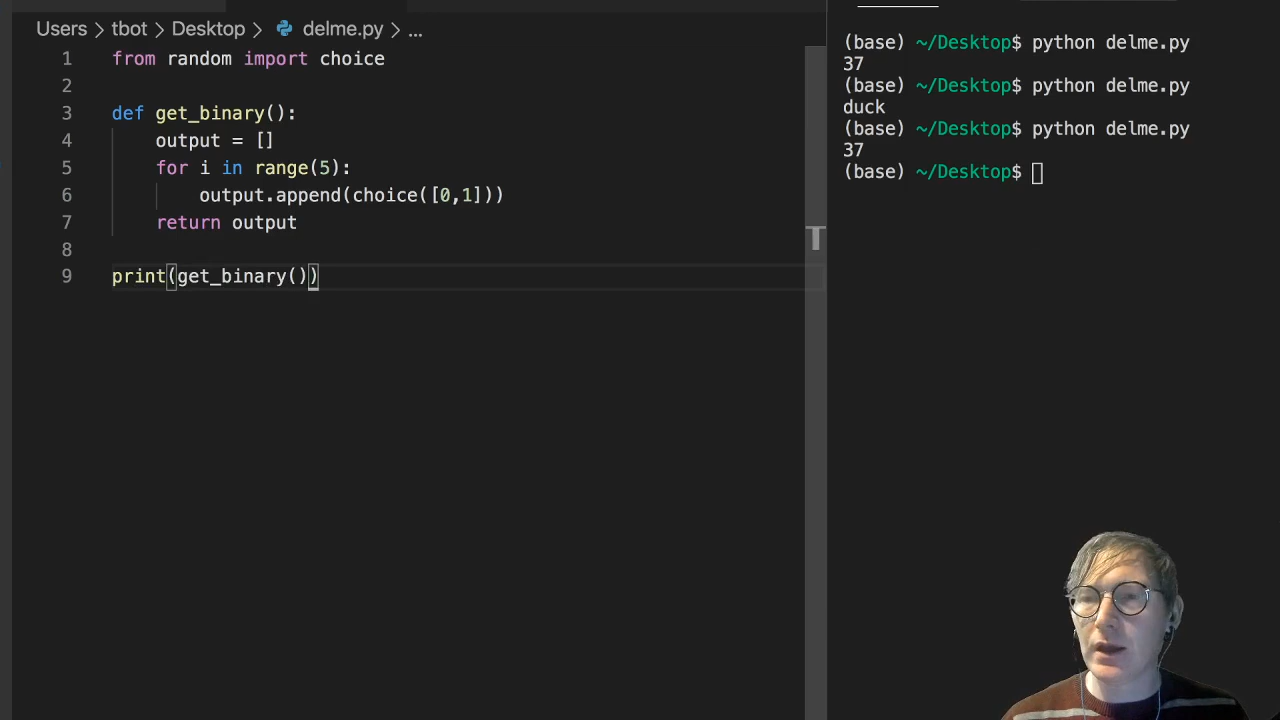 Users > tbot > Desktop > delme.py > ...
1 from random import choice
2
3 def get_binary():
4     output = []
5     for i in range(5):
6         output.append(choice([0,1]))
7     return output
8
9 print(get_binary())
T
(base) ~/Desktop$ python delme.py
37
(base) ~/Desktop$ python delme.py
duck
(base) ~/Desktop$ python delme.py
37
(base) ~/Desktop$